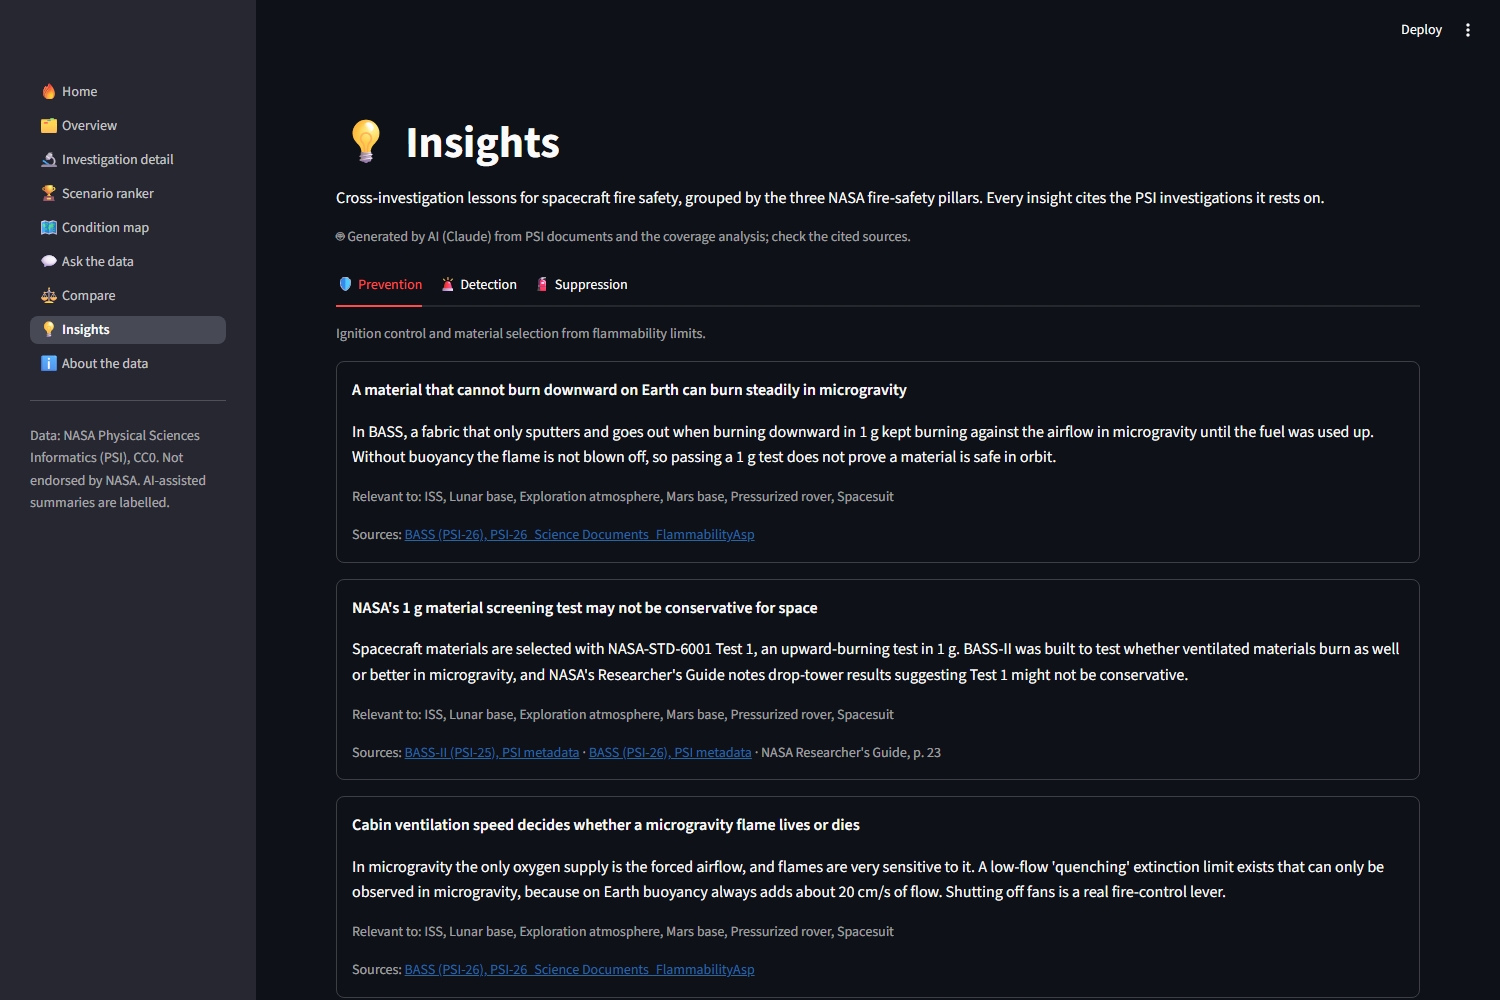 Deploy
Home
Overview
Investigation detail
Scenario ranker
Condition map
Ask the data
Compare
Insights
About the data
Data: NASA Physical Sciences
Informatics (PSI), CC0. Not
endorsed by NASA. AI-assisted
summaries are labelled.
Insights
Cross-investigation lessons for spacecraft fire safety, grouped by the three NASA fire-safety pillars. Every insight cites the PSI investigations it rests on.
Generated by AI (Claude) from PSI documents and the coverage analysis; check the cited sources.
Prevention Detection Suppression
Ignition control and material selection from flammability limits.
A material that cannot burn downward on Earth can burn steadily in microgravity
In BASS, a fabric that only sputters and goes out when burning downward in 1 g kept burning against the airflow in microgravity until the fuel was used up.
Without buoyancy the flame is not blown off, so passing a 1 g test does not prove a material is safe in orbit.
Relevant to: ISS, Lunar base, Exploration atmosphere, Mars base, Pressurized rover, Spacesuit
Sources: BASS (PSI-26), PSI-26_Science Documents_FlammabilityAsp
NASA's 1 g material screening test may not be conservative for space
Spacecraft materials are selected with NASA-STD-6001 Test 1, an upward-burning test in 1 g. BASS-II was built to test whether ventilated materials burn as well
or better in microgravity, and NASA's Researcher's Guide notes drop-tower results suggesting Test 1 might not be conservative.
Relevant to: ISS, Lunar base, Exploration atmosphere, Mars base, Pressurized rover, Spacesuit
Sources: BASS-II (PSI-25), PSI metadata · BASS (PSI-26), PSI metadata · NASA Researcher's Guide, p. 23
Cabin ventilation speed decides whether a microgravity flame lives or dies
In microgravity the only oxygen supply is the forced airflow, and flames are very sensitive to it. A low-flow 'quenching' extinction limit exists that can only be
observed in microgravity, because on Earth buoyancy always adds about 20 cm/s of flow. Shutting off fans is a real fire-control lever.
Relevant to: ISS, Lunar base, Exploration atmosphere, Mars base, Pressurized rover, Spacesuit
Sources: BASS (PSI-26), PSI-26_Science Documents_FlammabilityAsp